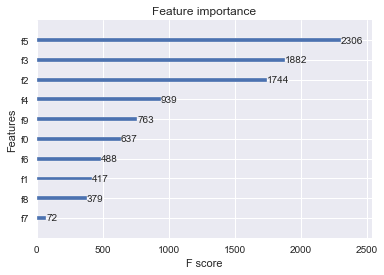 Feature importance
Features
f5 2306
f3 1882
f2 1744
f4 939
f9 763
f0 637
f6 488
f1 417
f8 379
f7 72
0 500 1000 1500 2000 2500
F score